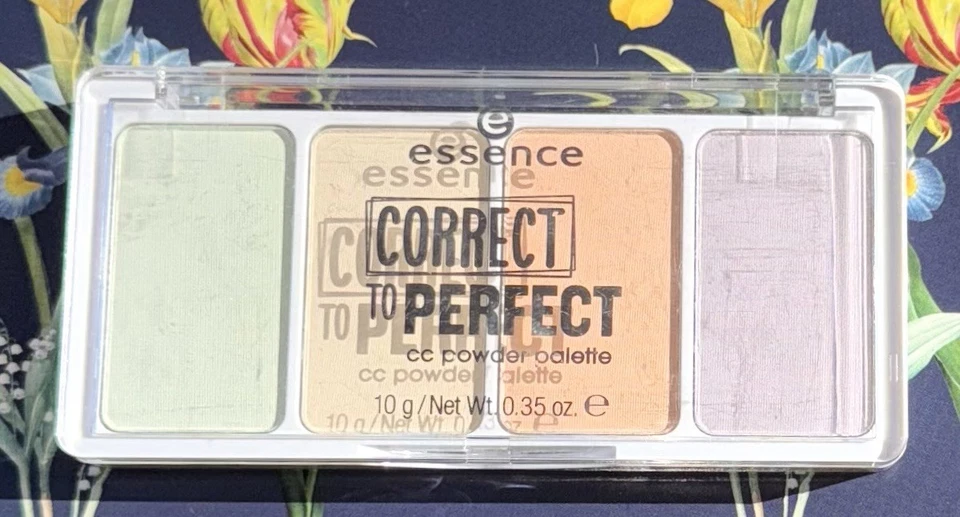 e
essence
CORRECT
TO PERFECT
cc powder palette
10 g / Net Wt. 0.35 oz. e